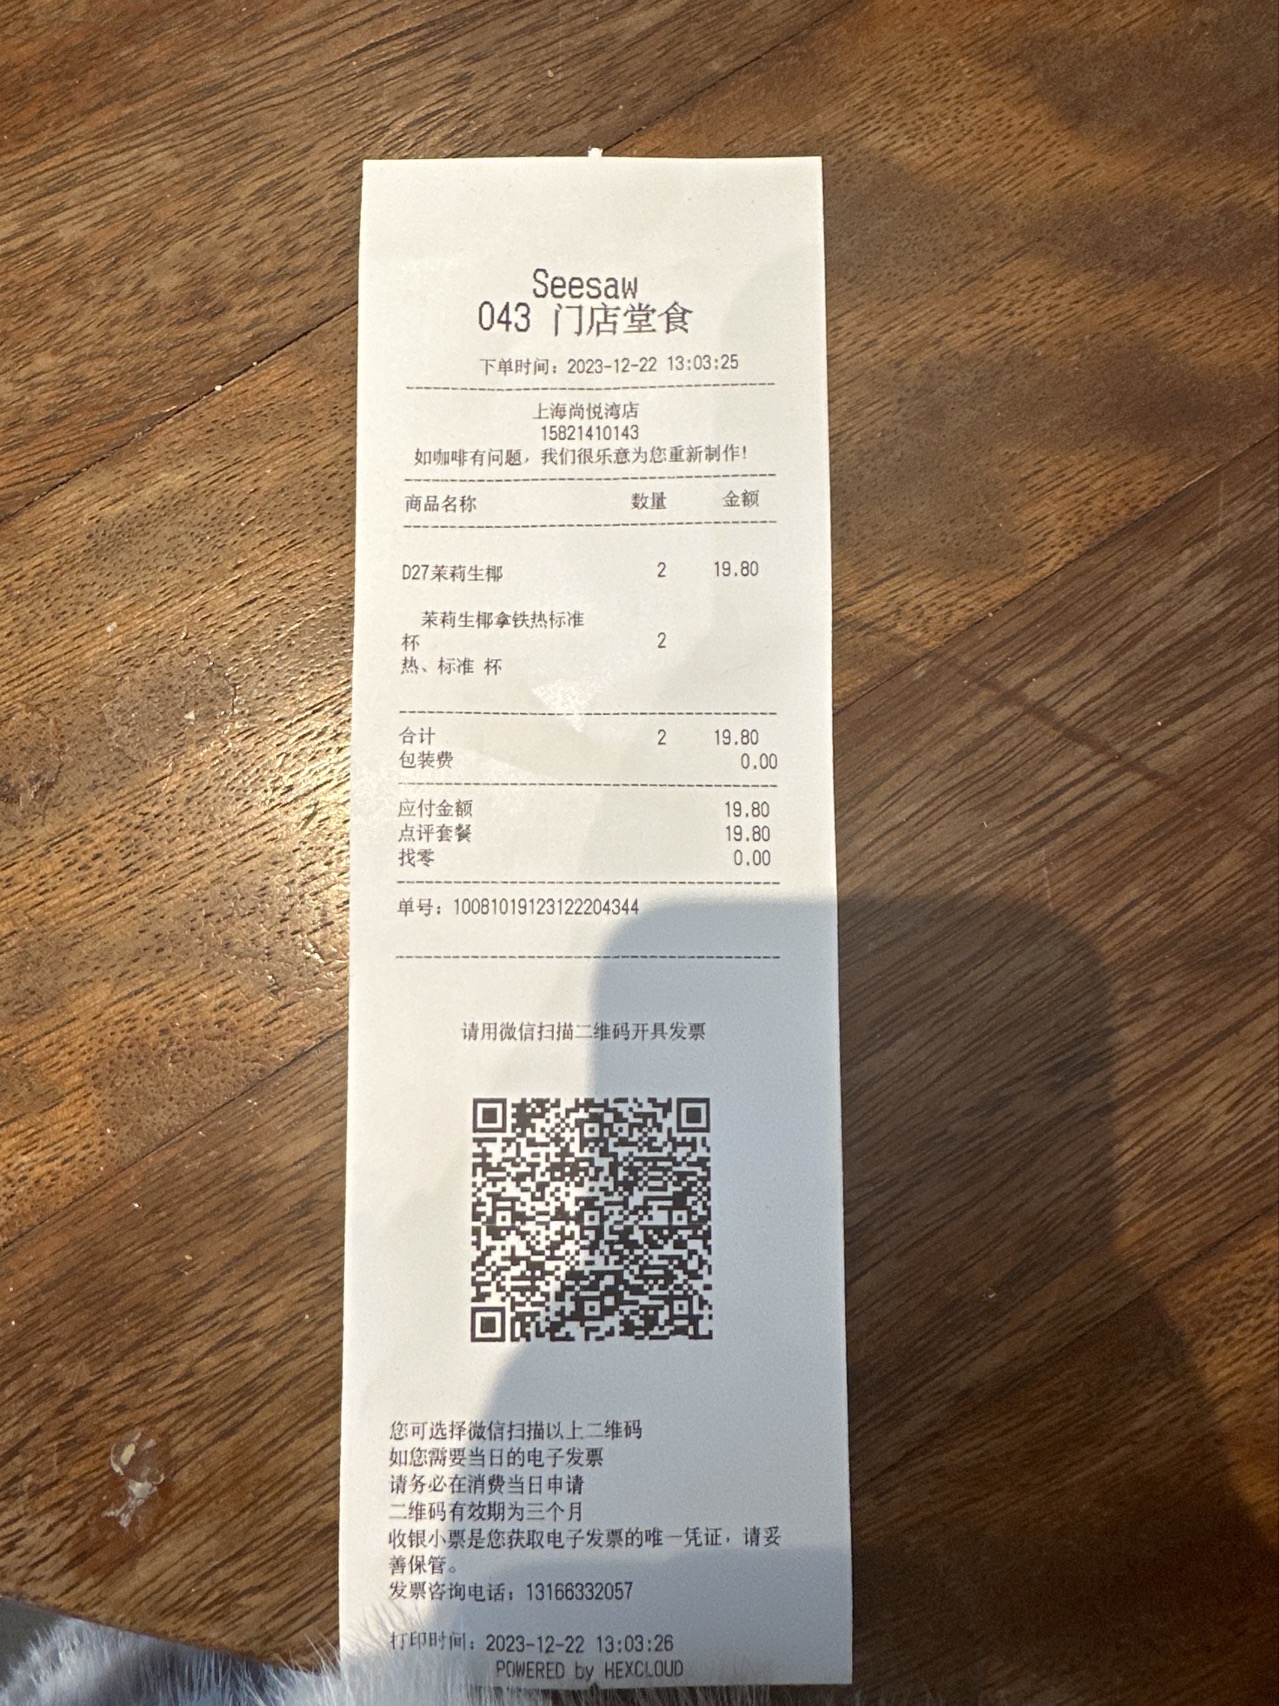 Seesaw
043 门店堂食
下单时间：2023-12-22 13:03:25
上海尚悦湾店
15821410143
如咖啡有问题，我们很乐意为您重新制作！
商品名称 数量 金额
D27茉莉生椰 2 19.80
茉莉生椰拿铁热标准
杯 2
热、标准 杯
合计 2 19.80
包装费 0.00
应付金额 19.80
点评套餐 19.80
找零 0.00
单号：10081019123122204344
请用微信扫描二维码开具发票
您可选择微信扫描以上二维码
如您需要当日的电子发票
请务必在消费当日申请
二维码有效期为三个月
收银小票是您获取电子发票的唯一凭证，请妥
善保管。
发票咨询电话：13166332057
打印时间：2023-12-22 13:03:26
POWERED by HEXCLOUD